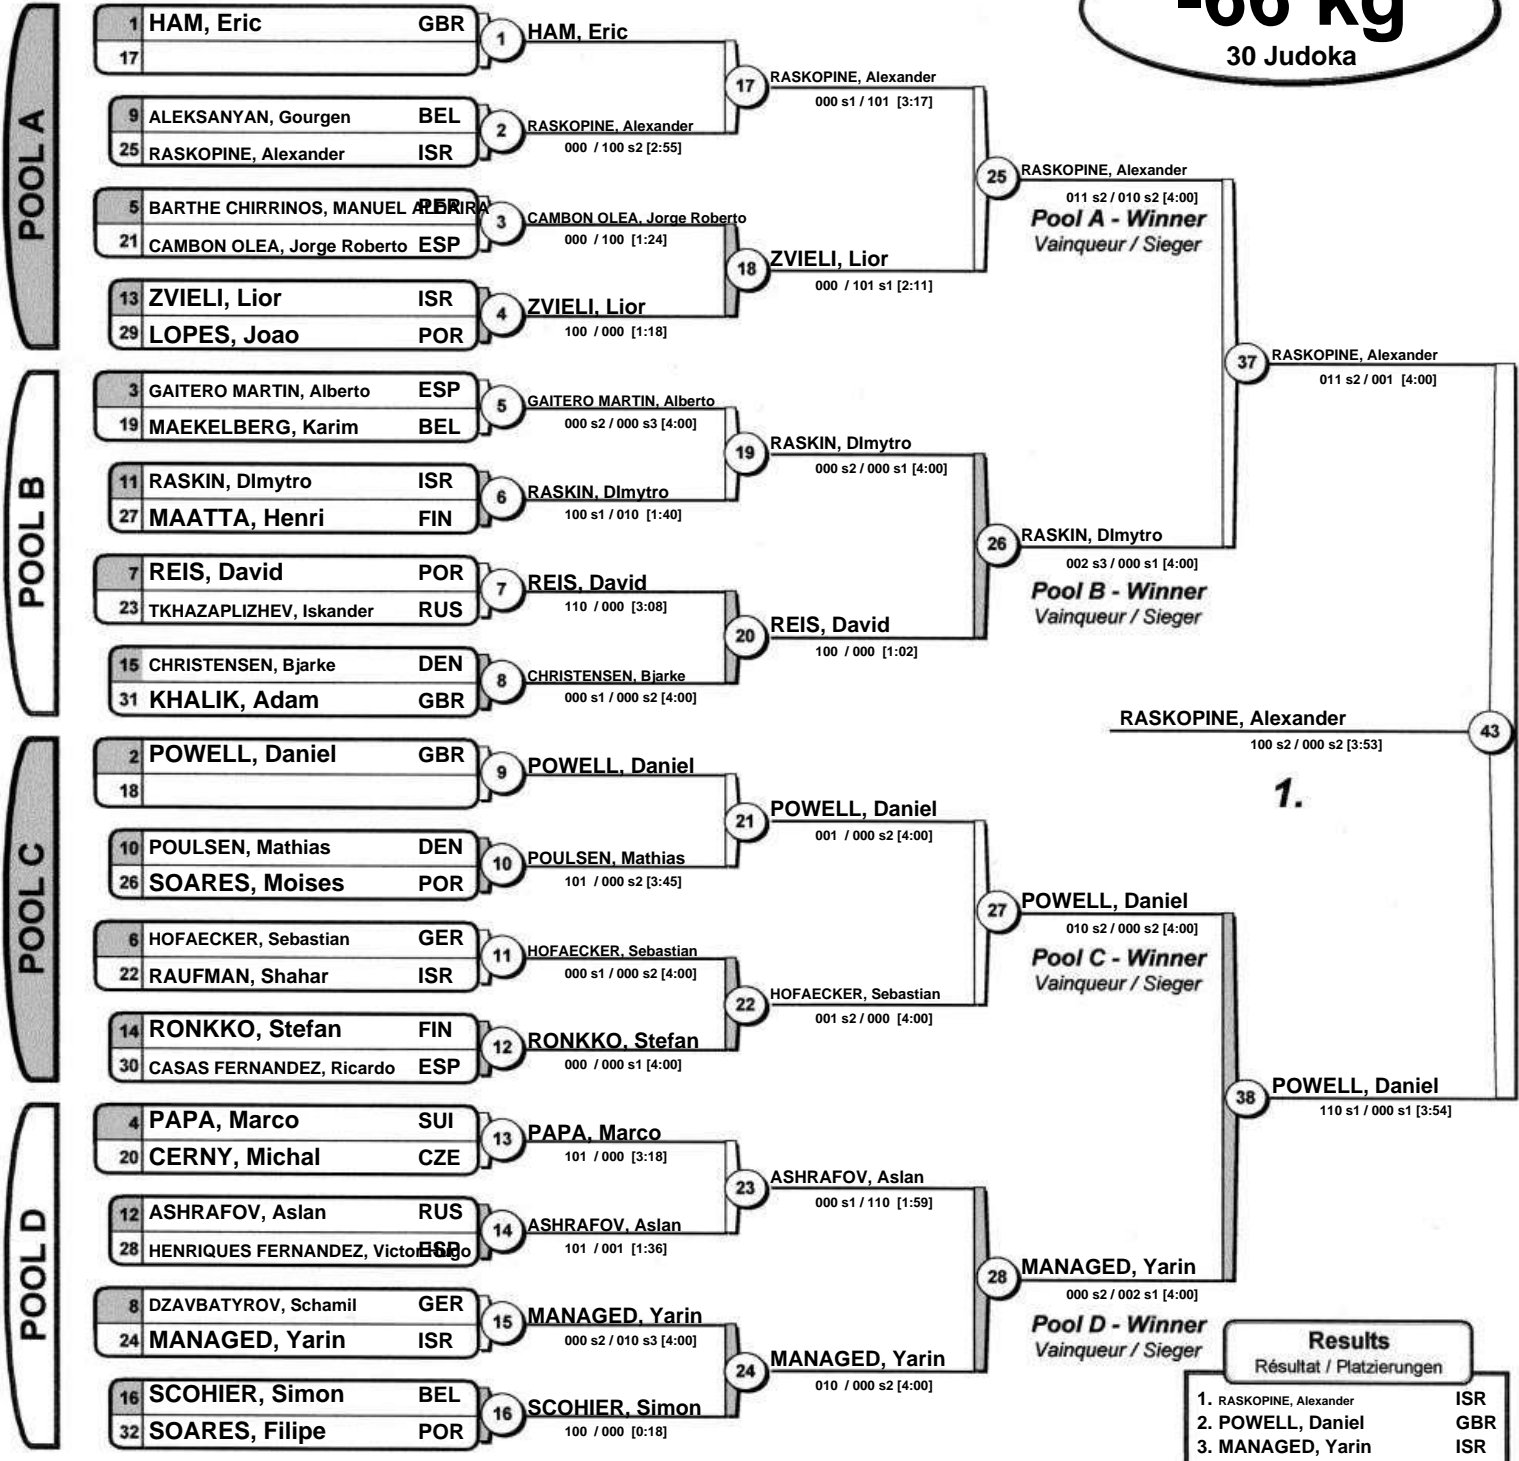 -66 kg
30 Judoka
POOL A
1 HAM, Eric GBR
17
9 ALEKSANYAN, Gourgen BEL
25 RASKOPINE, Alexander ISR
5 BARTHE CHIRRINOS, MANUEL PER
21 CAMBON OLEA, Jorge Roberto ESP
13 ZVIELI, Lior ISR
29 LOPES, Joao POR
1 HAM, Eric
2 RASKOPINE, Alexander
000 / 100 s2 [2:55]
3 CAMBON OLEA, Jorge Roberto
000 / 100 [1:24]
4 ZVIELI, Lior
100 / 000 [1:18]
17 RASKOPINE, Alexander
000 s1 / 101 [3:17]
18 ZVIELI, Lior
000 / 101 s1 [2:11]
25 RASKOPINE, Alexander
011 s2 / 010 s2 [4:00]
Pool A - Winner
Vainqueur / Sieger
POOL B
3 GAITERO MARTIN, Alberto ESP
19 MAEKELBERG, Karim BEL
11 RASKIN, DImytro ISR
27 MAATTA, Henri FIN
7 REIS, David POR
23 TKHAZAPLIZHEV, Iskander RUS
15 CHRISTENSEN, Bjarke DEN
31 KHALIK, Adam GBR
5 GAITERO MARTIN, Alberto
000 s2 / 000 s3 [4:00]
6 RASKIN, DImytro
100 s1 / 010 [1:40]
7 REIS, David
110 / 000 [3:08]
8 CHRISTENSEN, Bjarke
000 s1 / 000 s2 [4:00]
19 RASKIN, DImytro
000 s2 / 000 s1 [4:00]
20 REIS, David
100 / 000 [1:02]
26 RASKIN, DImytro
002 s3 / 000 s1 [4:00]
Pool B - Winner
Vainqueur / Sieger
37 RASKOPINE, Alexander
011 s2 / 001 [4:00]
RASKOPINE, Alexander 43
100 s2 / 000 s2 [3:53]
1.
POOL C
2 POWELL, Daniel GBR
18
10 POULSEN, Mathias DEN
26 SOARES, Moises POR
6 HOFAECKER, Sebastian GER
22 RAUFMAN, Shahar ISR
14 RONKKO, Stefan FIN
30 CASAS FERNANDEZ, Ricardo ESP
9 POWELL, Daniel
10 POULSEN, Mathias
101 / 000 s2 [3:45]
11 HOFAECKER, Sebastian
000 s1 / 000 s2 [4:00]
12 RONKKO, Stefan
000 / 000 s1 [4:00]
21 POWELL, Daniel
001 / 000 s2 [4:00]
22 HOFAECKER, Sebastian
001 s2 / 000 [4:00]
27 POWELL, Daniel
010 s2 / 000 s2 [4:00]
Pool C - Winner
Vainqueur / Sieger
POOL D
4 PAPA, Marco SUI
20 CERNY, Michal CZE
12 ASHRAFOV, Aslan RUS
28 HENRIQUES FERNANDEZ, Victor Hugo ESP
8 DZAVBATYROV, Schamil GER
24 MANAGED, Yarin ISR
16 SCOHIER, Simon BEL
32 SOARES, Filipe POR
13 PAPA, Marco
101 / 000 [3:18]
14 ASHRAFOV, Aslan
101 / 001 [1:36]
15 MANAGED, Yarin
000 s2 / 010 s3 [4:00]
16 SCOHIER, Simon
100 / 000 [0:18]
23 ASHRAFOV, Aslan
000 s1 / 110 [1:59]
24 MANAGED, Yarin
010 / 000 s2 [4:00]
28 MANAGED, Yarin
000 s2 / 002 s1 [4:00]
Pool D - Winner
Vainqueur / Sieger
38 POWELL, Daniel
110 s1 / 000 s1 [3:54]
Results
Résultat / Platzierungen
1. RASKOPINE, Alexander ISR
2. POWELL, Daniel GBR
3. MANAGED, Yarin ISR